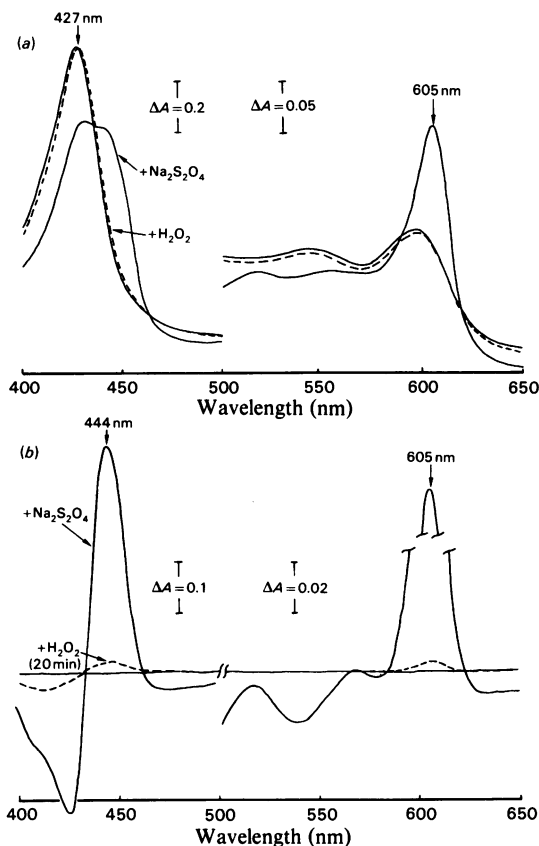 (a)
427 nm
ΔA=0.2
ΔA=0.05
605 nm
+Na₂S₂O₄
+H₂O₂
400 450 500 550 600 650
Wavelength (nm)
(b)
444 nm
605 nm
+Na₂S₂O₄
ΔA=0.1
ΔA=0.02
+H₂O₂
(20 min)
400 450 500 550 600 650
Wavelength (nm)